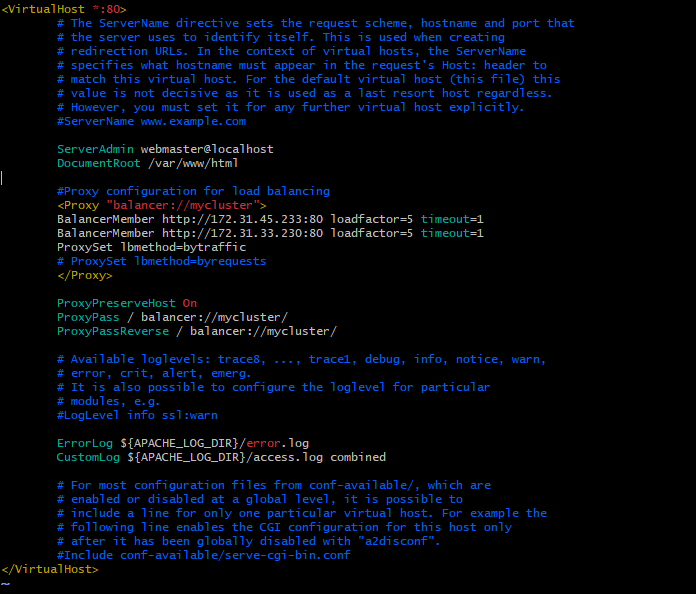 <VirtualHost *:80>
# The ServerName directive sets the request scheme, hostname and port that
# the server uses to identify itself. This is used when creating
# redirection URLs. In the context of virtual hosts, the ServerName
# specifies what hostname must appear in the request's Host: header to
# match this virtual host. For the default virtual host (this file) this
# value is not decisive as it is used as a last resort host regardless.
# However, you must set it for any further virtual host explicitly.
#ServerName www.example.com
ServerAdmin webmaster@localhost
DocumentRoot /var/www/html
#Proxy configuration for load balancing
<Proxy "balancer://mycluster">
BalancerMember http://172.31.45.233:80 loadfactor=5 timeout=1
BalancerMember http://172.31.33.230:80 loadfactor=5 timeout=1
ProxySet lbmethod=bytraffic
# ProxySet lbmethod=byrequests
</Proxy>
ProxyPreserveHost On
ProxyPass / balancer://mycluster/
ProxyPassReverse / balancer://mycluster/
# Available loglevels: trace8, ..., trace1, debug, info, notice, warn,
# error, crit, alert, emerg.
# It is also possible to configure the loglevel for particular
# modules, e.g.
#LogLevel info ssl:warn
ErrorLog ${APACHE_LOG_DIR}/error.log
CustomLog ${APACHE_LOG_DIR}/access.log combined
# For most configuration files from conf-available/, which are
# enabled or disabled at a global level, it is possible to
# include a line for only one particular virtual host. For example the
# following line enables the CGI configuration for this host only
# after it has been globally disabled with "a2disconf".
#Include conf-available/serve-cgi-bin.conf
</VirtualHost>
~